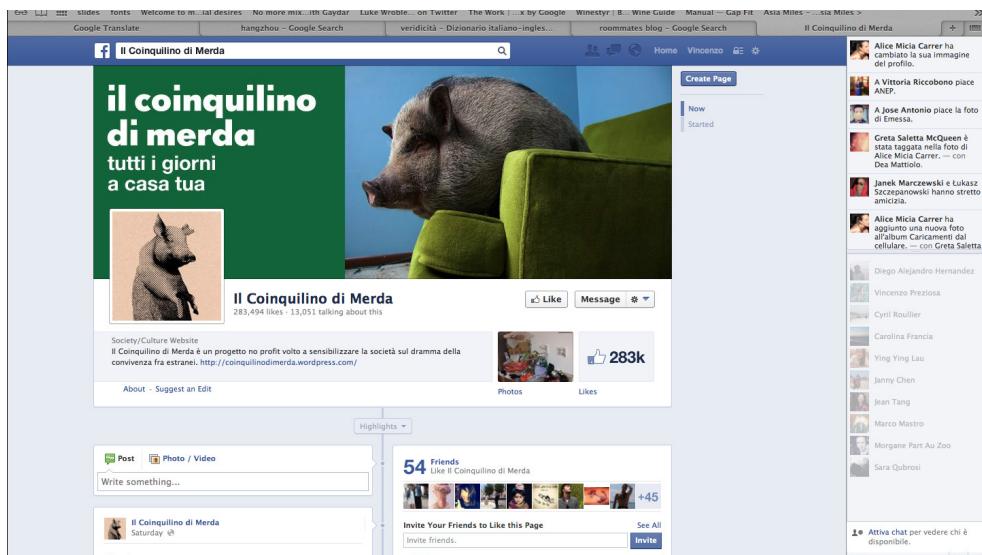 slides fonts Welcome to m...ial desires No more mix...ith Gaydar Luke Wroble... on Twitter The Work | ...x by Google Winestyr | B... Wine Guide Manual — Gap Fit Asia Miles – ...sia Miles >
Google Translate
hangzhou – Google Search
veridicità – Dizionario italiano-ingles...
roommates blog – Google Search
Il Coinquilino di Merda
Il Coinquilino di Merda
Home Vincenzo
il coinquilino
di merda
tutti i giorni
a casa tua
Create Page
Now
Started
Il Coinquilino di Merda
283,494 likes · 13,051 talking about this
Like
Message
Society/Culture Website
Il Coinquilino di Merda è un progetto no profit volto a sensibilizzare la società sul dramma della
convivenza fra estranei. http://coinquilinodimerda.wordpress.com/
About - Suggest an Edit
283k
Photos
Likes
Highlights
Post Photo / Video
Write something...
Il Coinquilino di Merda
Saturday
54 Friends
Like Il Coinquilino di Merda
+45
Invite Your Friends to Like this Page See All
Invite friends. Invite
Alice Micia Carrer ha
cambiato la sua immagine
del profilo.
A Vittoria Riccobono piace
ANEP.
A Jose Antonio piace la foto
di Emessa.
Greta Saletta McQueen è
stata taggata nella foto di
Alice Micia Carrer. — con
Dea Mattiolo.
Janek Marczewski e Łukasz
Szczepanowski hanno stretto
amicizia.
Alice Micia Carrer ha
aggiunto una nuova foto
all'album Caricamenti dal
cellulare. — con Greta Saletta
Diego Alejandro Hernandez
Vincenzo Preziosa
Cyril Roullier
Carolina Francia
Ying Ying Lau
Janny Chen
Jean Tang
Marco Mastro
Morgane Part Au Zoo
Sara Qubrosi
Attiva chat per vedere chi è
disponibile.